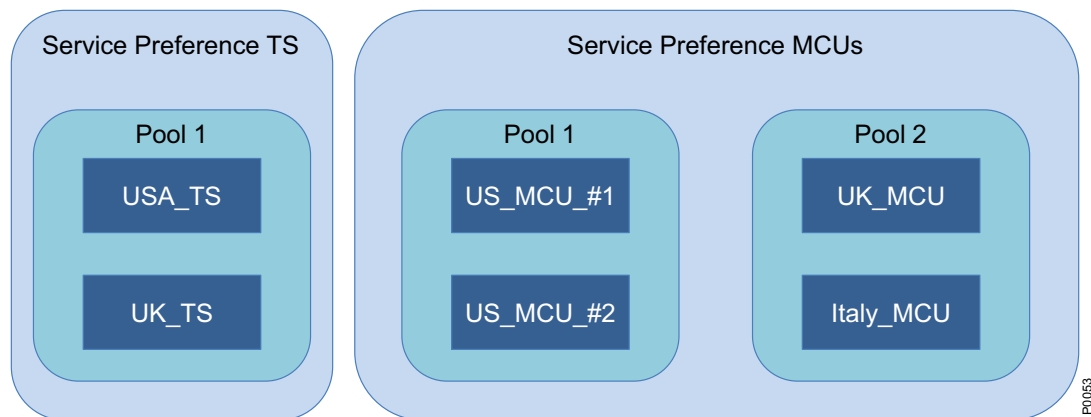 Service Preference TS
Pool 1
USA_TS
UK_TS
Service Preference MCUs
Pool 1
US_MCU_#1
US_MCU_#2
Pool 2
UK_MCU
Italy_MCU